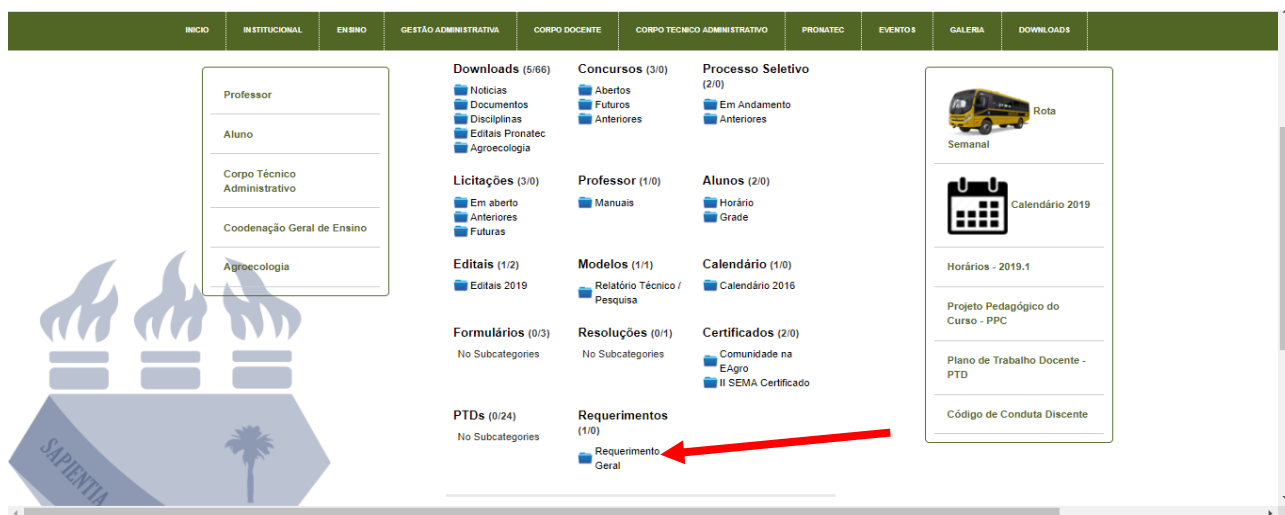 INICIO
INSTITUCIONAL
ENSINO
GESTÃO ADMINISTRATIVA
CORPO DOCENTE
CORPO TECNICO ADMINISTRATIVO
PRONATEC
EVENTOS
GALERIA
DOWNLOADS
Professor
Aluno
Corpo Técnico
Administrativo
Coodenação Geral de Ensino
Agroecologia
SAPIENTIA
Downloads (5/66)
Noticias
Documentos
Discilplinas
Editais Pronatec
Agroecologia
Concursos (3/0)
Abertos
Futuros
Anteriores
Processo Seletivo
(2/0)
Em Andamento
Anteriores
Licitações (3/0)
Em aberto
Anteriores
Futuras
Professor (1/0)
Manuais
Alunos (2/0)
Horário
Grade
Editais (1/2)
Editais 2019
Modelos (1/1)
Relatório Técnico /
Pesquisa
Calendário (1/0)
Calendário 2016
Formulários (0/3)
No Subcategories
Resoluções (0/1)
No Subcategories
Certificados (2/0)
Comunidade na
EAgro
II SEMA Certificado
PTDs (0/24)
No Subcategories
Requerimentos
(1/0)
Requerimento
Geral
Rota
Semanal
Calendário 2019
Horários - 2019.1
Projeto Pedagógico do
Curso - PPC
Plano de Trabalho Docente -
PTD
Código de Conduta Discente